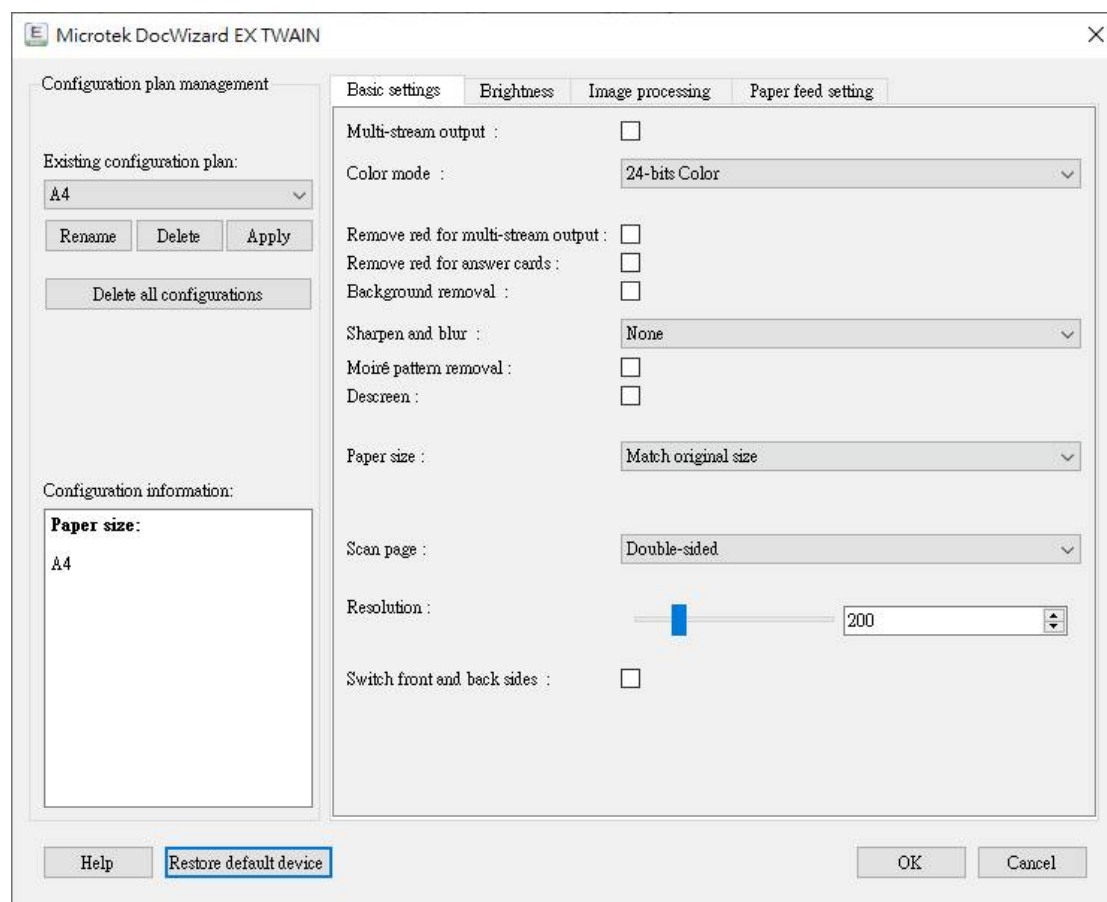 Microtek DocWizard EX TWAIN
Configuration plan management
Existing configuration plan:
A4
Rename Delete Apply
Delete all configurations
Configuration information:
Paper size:
A4
Basic settings Brightness Image processing Paper feed setting
Multi-stream output :
Color mode : 24-bits Color
Remove red for multi-stream output :
Remove red for answer cards :
Background removal :
Sharpen and blur : None
Moiré pattern removal :
Descreen :
Paper size : Match original size
Scan page : Double-sided
Resolution : 200
Switch front and back sides :
Help Restore default device OK Cancel